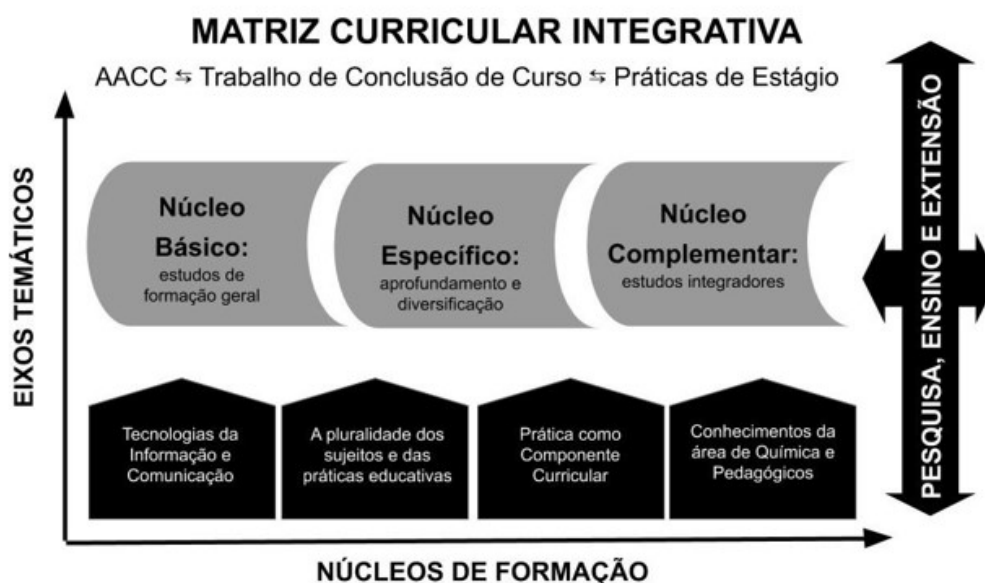 MATRIZ CURRICULAR INTEGRATIVA
AACC ⇆ Trabalho de Conclusão de Curso ⇆ Práticas de Estágio
EIXOS TEMÁTICOS
Núcleo
Básico:
estudos de
formação geral
Núcleo
Específico:
aprofundamento e
diversificação
Núcleo
Complementar:
estudos integradores
Tecnologias da
Informação e
Comunicação
A pluralidade dos
sujeitos e das
práticas educativas
Prática como
Componente
Curricular
Conhecimentos da
área de Química e
Pedagógicos
NÚCLEOS DE FORMAÇÃO
PESQUISA, ENSINO E EXTENSÃO